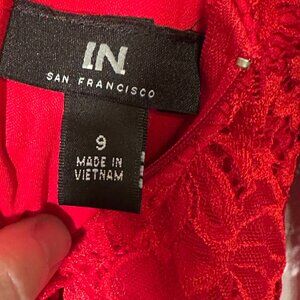 IN.
SAN FRANCISCO
9
MADE IN
VIETNAM